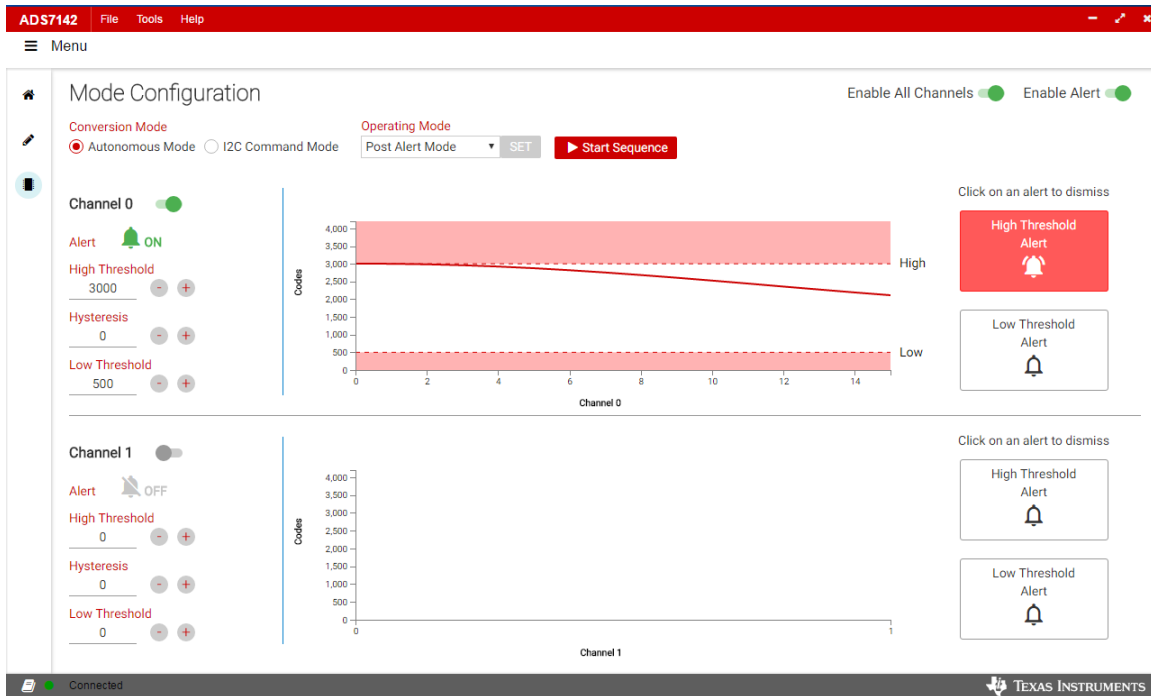 ADS7142 File Tools Help
Menu
Mode Configuration
Enable All Channels Enable Alert
Conversion Mode
Autonomous Mode I2C Command Mode
Operating Mode
Post Alert Mode SET Start Sequence
Channel 0
Alert ON
High Threshold
3000 - +
Hysteresis
0 - +
Low Threshold
500 - +
Codes
4,000
3,500
3,000
2,500
2,000
1,500
1,000
500
0
0 2 4 6 8 10 12 14
Channel 0
High
Low
Click on an alert to dismiss
High Threshold
Alert
Low Threshold
Alert
Channel 1
Alert OFF
High Threshold
0 - +
Hysteresis
0 - +
Low Threshold
0 - +
Codes
4,000
3,500
3,000
2,500
2,000
1,500
1,000
500
0
0 1
Channel 1
Click on an alert to dismiss
High Threshold
Alert
Low Threshold
Alert
Connected
TEXAS INSTRUMENTS